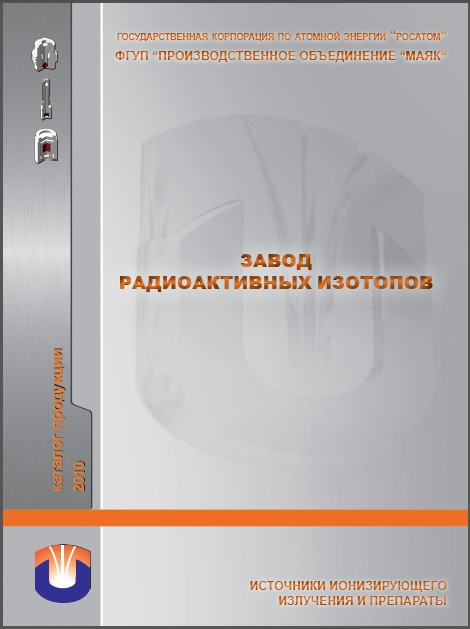 ГОСУДАРСТВЕННАЯ КОРПОРАЦИЯ ПО АТОМНОЙ ЭНЕРГИИ "РОСАТОМ"
ФГУП "ПРОИЗВОДСТВЕННОЕ ОБЪЕДИНЕНИЕ "МАЯК"
ЗАВОД
РАДИОАКТИВНЫХ ИЗОТОПОВ
каталог продукции
2010
ИСТОЧНИКИ ИОНИЗИРУЮЩЕГО
ИЗЛУЧЕНИЯ И ПРЕПАРАТЫ